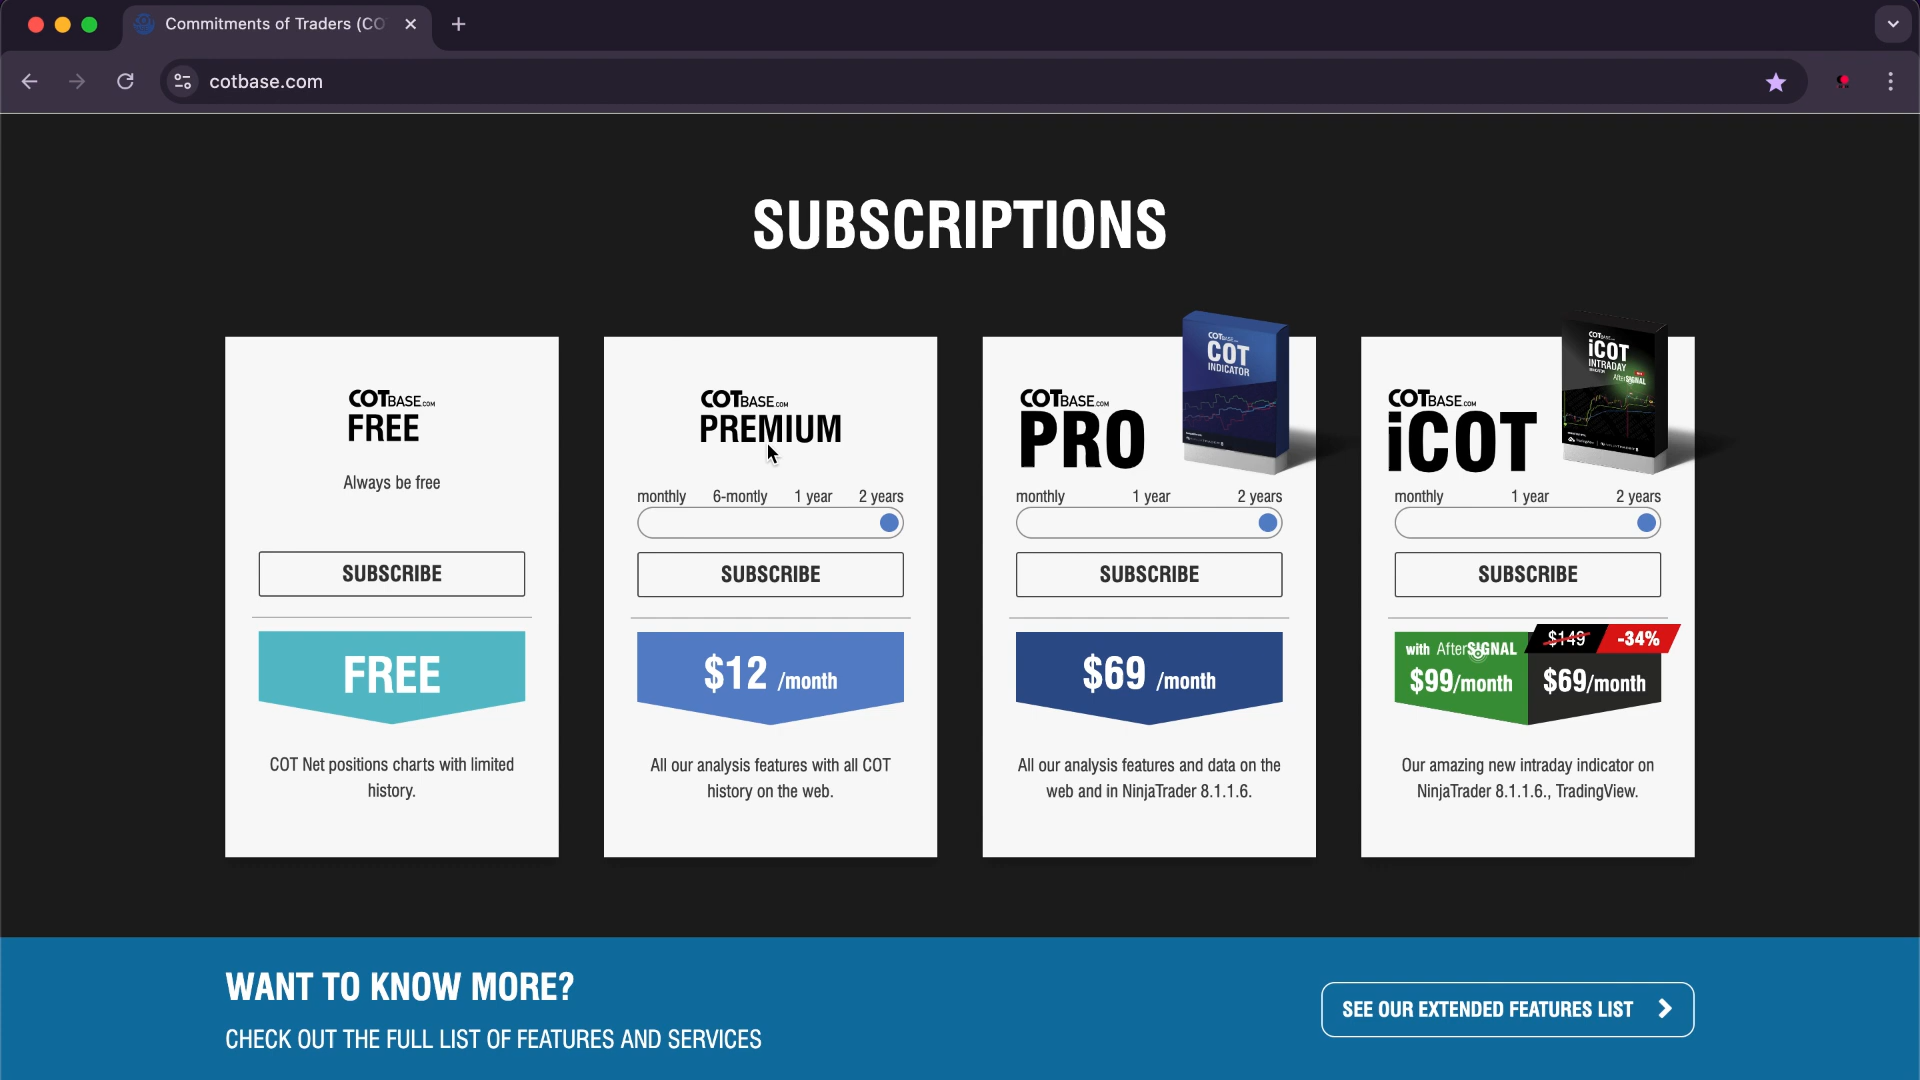 Commitments of Traders (CO
cotbase.com
SUBSCRIPTIONS
COTBASE.COM
FREE
Always be free
SUBSCRIBE
FREE
COT Net positions charts with limited
history.
COTBASE.COM
PREMIUM
monthly 6-montly 1 year 2 years
SUBSCRIBE
$12 /month
All our analysis features with all COT
history on the web.
COTBASE.COM
PRO
COTBASE
COT
INDICATOR
monthly 1 year 2 years
SUBSCRIBE
$69 /month
All our analysis features and data on the
web and in NinjaTrader 8.1.1.6.
COTBASE.COM
iCOT
COTBASE
iCOT
INTRADAY
AfterSIGNAL
monthly 1 year 2 years
SUBSCRIBE
$149 -34%
with AfterSIGNAL
$99/month $69/month
Our amazing new intraday indicator on
NinjaTrader 8.1.1.6., TradingView.
WANT TO KNOW MORE?
CHECK OUT THE FULL LIST OF FEATURES AND SERVICES
SEE OUR EXTENDED FEATURES LIST